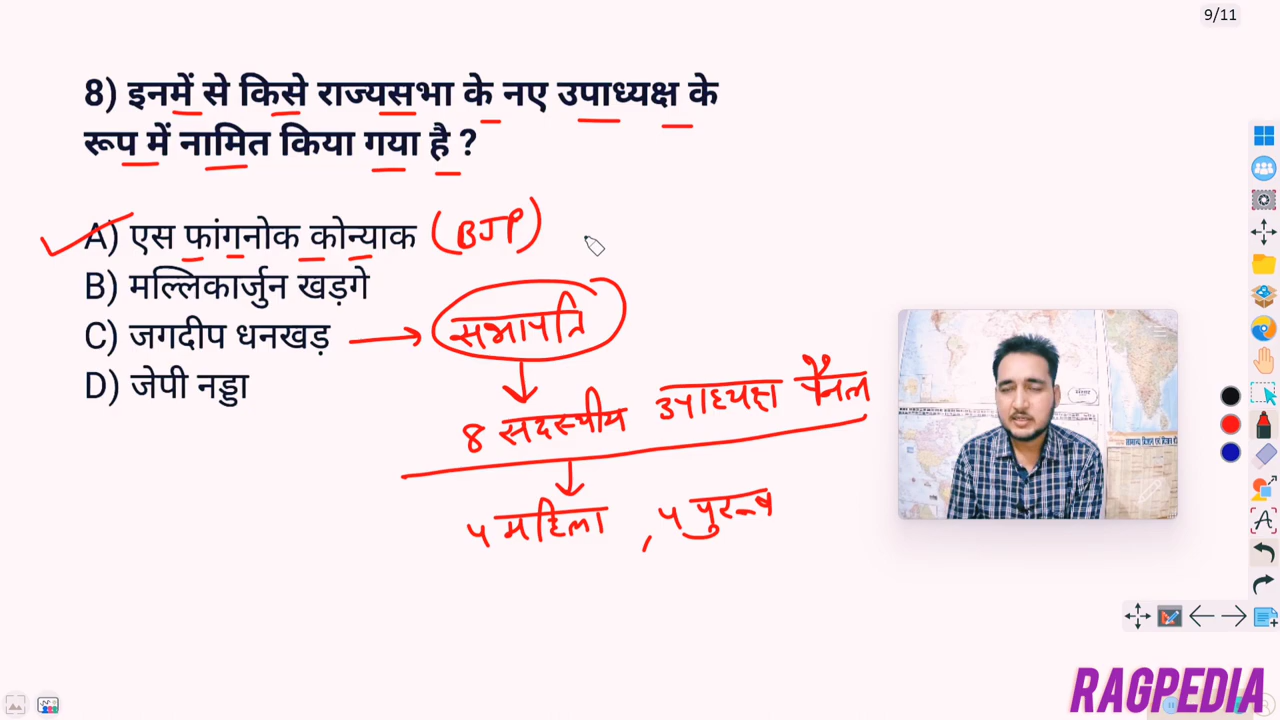 9/11
8) इनमें से किसे राज्यसभा के नए उपाध्यक्ष के
रूप में नामित किया गया है ?
A) एस फांगनोक कोन्याक (BJP)
B) मल्लिकार्जुन खड़गे
C) जगदीप धनखड़ → सभापति
D) जेपी नड्डा
8 सदस्यीय उपाध्यक्ष पैनल
4 महिला , 4 पुरुष
RAGPEDIA